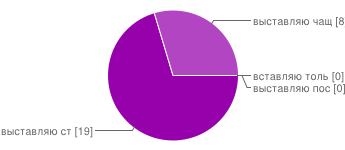 выставляю чащ [8
вставляю толь [0]
выставляю пос [0]
выставляю ст [19]